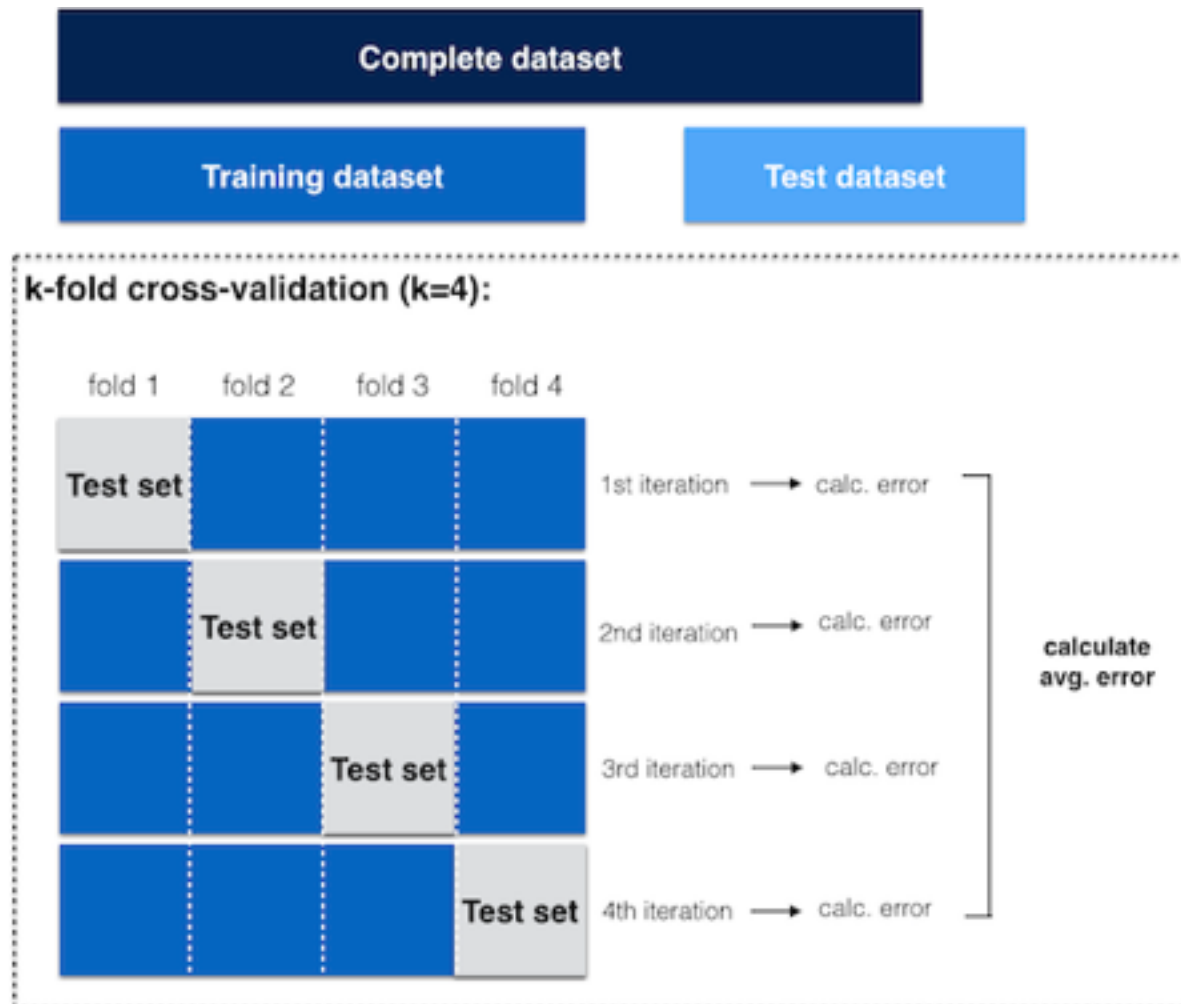 Complete dataset
Training dataset
Test dataset
k-fold cross-validation (k=4):
fold 1
fold 2
fold 3
fold 4
Test set
1st iteration
calc. error
Test set
2nd iteration
calc. error
calculate
avg. error
Test set
3rd iteration
calc. error
Test set
4th iteration
calc. error